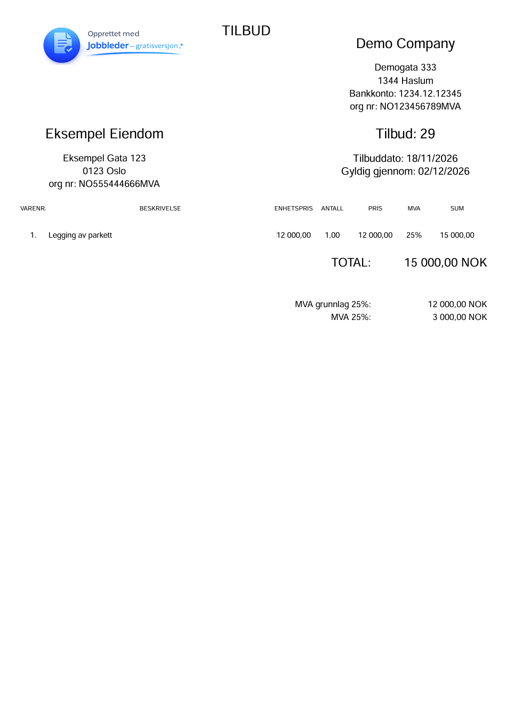 Opprettet med
Jobbleder – gratisversjon.*
TILBUD
Demo Company
Demogata 333
1344 Haslum
Bankkonto: 1234.12.12345
org nr: NO123456789MVA
Eksempel Eiendom
Eksempel Gata 123
0123 Oslo
org nr: NO555444666MVA
Tilbud: 29
Tilbuddato: 18/11/2026
Gyldig gjennom: 02/12/2026
VARENR. BESKRIVELSE ENHETSPRIS ANTALL PRIS MVA SUM
1. Legging av parkett 12 000,00 1,00 12 000,00 25% 15 000,00
TOTAL: 15 000,00 NOK
MVA grunnlag 25%: 12 000,00 NOK
MVA 25%: 3 000,00 NOK